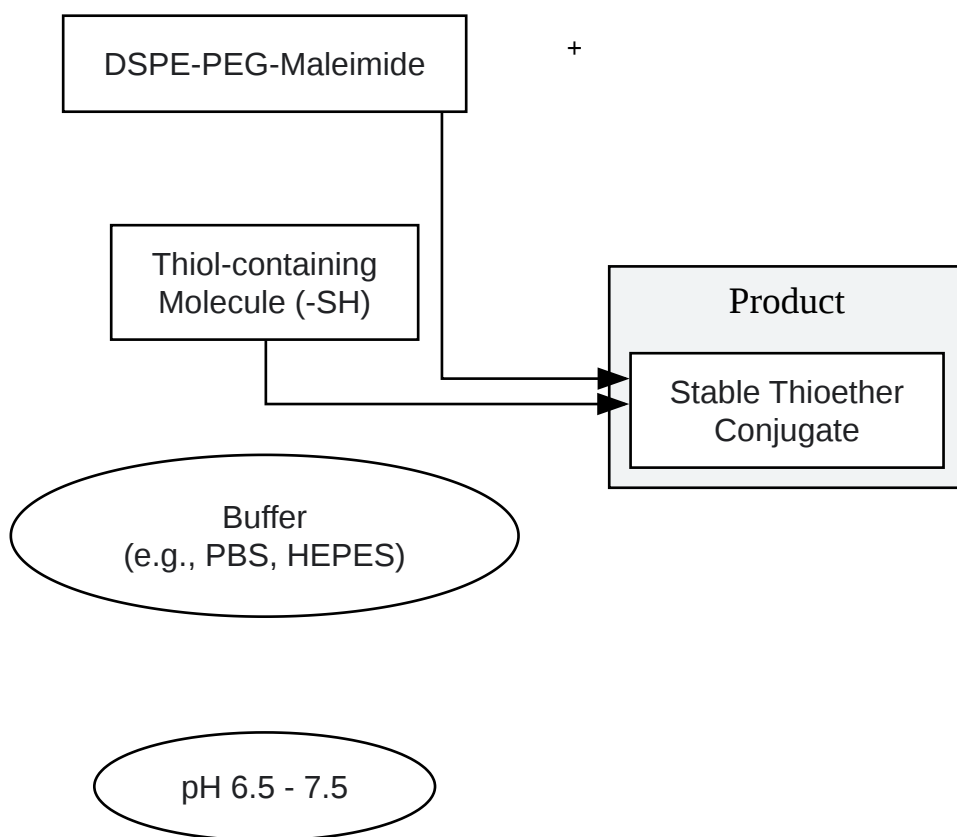 DSPE-PEG-Maleimide
+
Thiol-containing
Molecule (-SH)
Product
Stable Thioether
Conjugate
Buffer
(e.g., PBS, HEPES)
pH 6.5 - 7.5